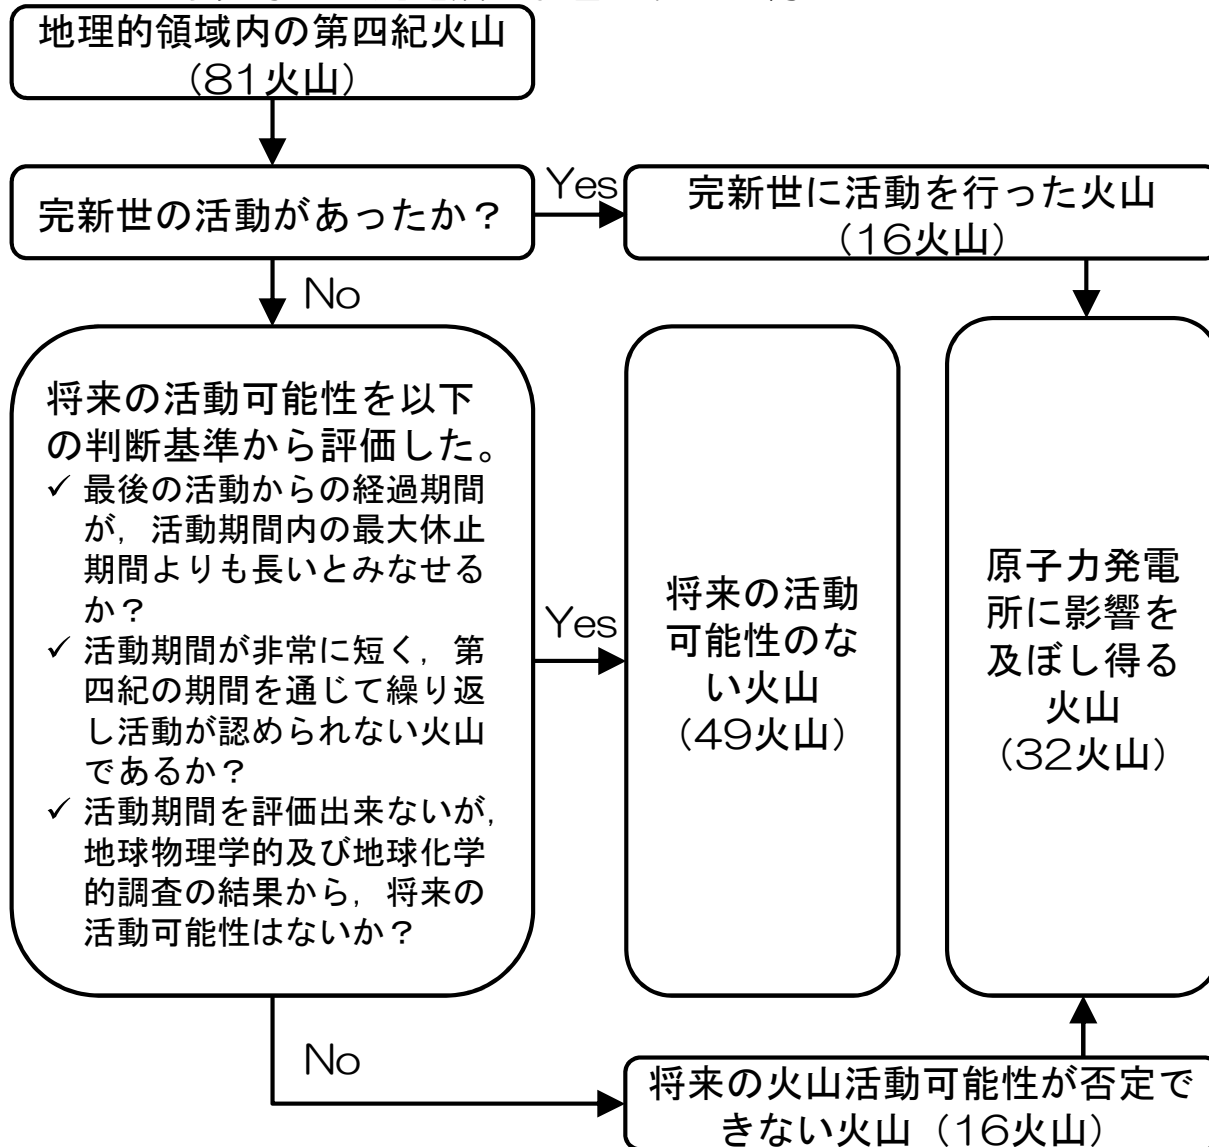 地理的領域内の第四紀火山
(81火山)
完新世の活動があったか?
Yes
完新世に活動を行った火山
(16火山)
No
将来の活動可能性を以下
の判断基準から評価した。
✓ 最後の活動からの経過期間
が，活動期間内の最大休止
期間よりも長いとみなせる
か?
✓ 活動期間が非常に短く，第
四紀の期間を通じて繰り返
し活動が認められない火山
であるか?
✓ 活動期間を評価出来ないが，
地球物理学的及び地球化学
的調査の結果から，将来の
活動可能性はないか?
Yes
将来の活動
可能性のな
い火山
(49火山)
原子力発電
所に影響を
及ぼし得る
火山
(32火山)
No
将来の火山活動可能性が否定で
きない火山 (16火山)